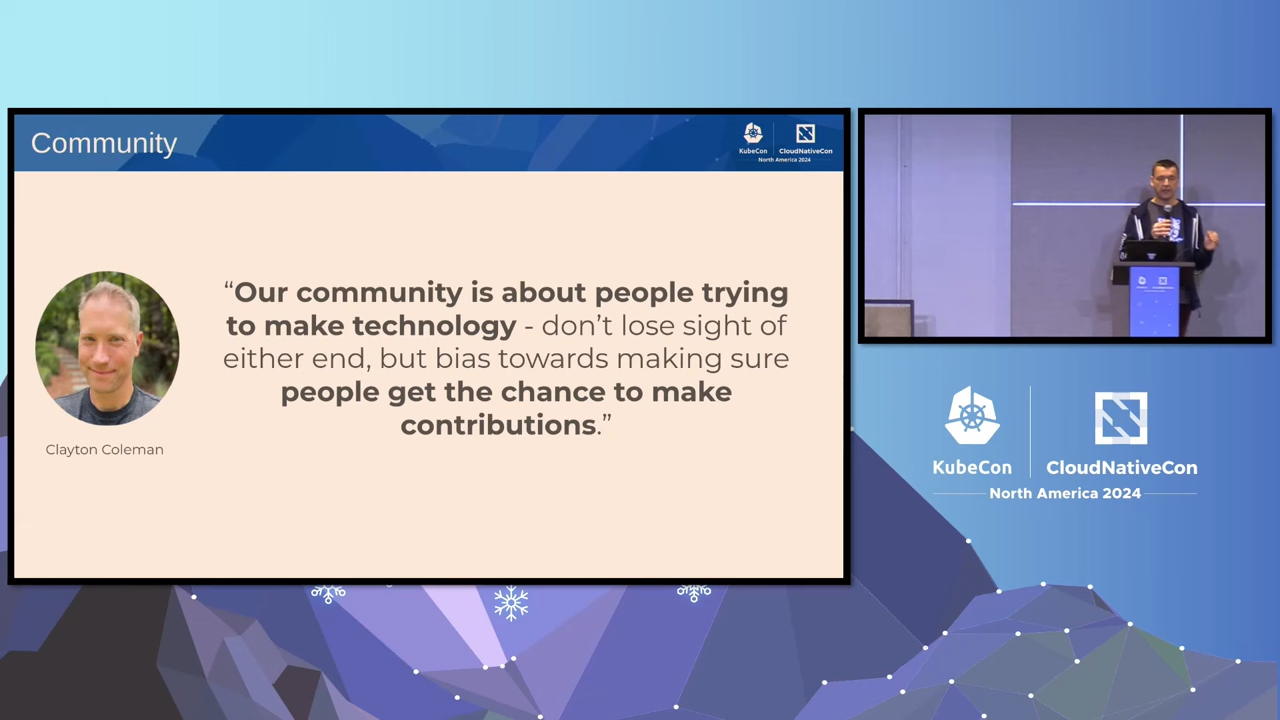 Community
KubeCon
CloudNativeCon
North America 2024
“Our community is about people trying
to make technology - don’t lose sight of
either end, but bias towards making sure
people get the chance to make
contributions.”
Clayton Coleman
KubeCon
CloudNativeCon
North America 2024